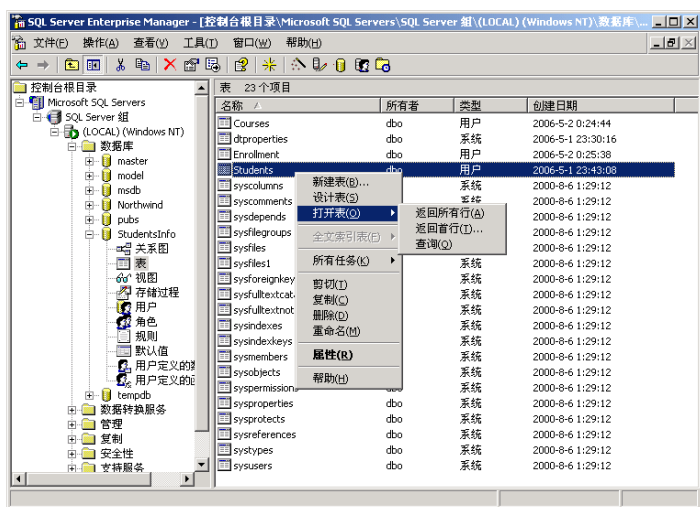 SQL Server Enterprise Manager - [控制台根目录\Microsoft SQL Servers\SQL Server 组\(LOCAL) (Windows NT)\数据库\...
文件(F) 操作(A) 查看(V) 工具(T) 窗口(W) 帮助(H)
控制台根目录
Microsoft SQL Servers
SQL Server 组
(LOCAL) (Windows NT)
数据库
master
model
msdb
Northwind
pubs
StudentsInfo
关系图
表
视图
存储过程
用户
角色
规则
默认值
用户定义的
用户定义的
tempdb
数据转换服务
管理
复制
安全性
支持服务
表 23 个项目
名称 所有者 类型 创建日期
Courses dbo 用户 2006-5-2 0:24:44
dtproperties dbo 系统 2006-5-1 23:30:16
Enrollment dbo 用户 2006-5-2 0:25:38
Students dbo 用户 2006-5-1 23:43:08
syscolumns 系统 2000-8-6 1:29:12
syscomments 系统 2000-8-6 1:29:12
sysdepends 2000-8-6 1:29:12
sysfilegroups 2000-8-6 1:29:12
sysfiles 2000-8-6 1:29:12
sysfiles1 系统 2000-8-6 1:29:12
sysforeignkey 系统 2000-8-6 1:29:12
sysfulltextcat 系统 2000-8-6 1:29:12
sysfulltextnot 系统 2000-8-6 1:29:12
sysindexes 系统 2000-8-6 1:29:12
sysindexkeys 系统 2000-8-6 1:29:12
sysmembers 系统 2000-8-6 1:29:12
sysobjects 系统 2000-8-6 1:29:12
syspermissions dbo 系统 2000-8-6 1:29:12
sysproperties dbo 系统 2000-8-6 1:29:12
sysprotects dbo 系统 2000-8-6 1:29:12
sysreferences dbo 系统 2000-8-6 1:29:12
systypes dbo 系统 2000-8-6 1:29:12
sysusers dbo 系统 2000-8-6 1:29:12
新建表(B)...
设计表(S)
打开表(O)
全文索引表(F)
所有任务(K)
剪切(T)
复制(C)
删除(D)
重命名(M)
属性(R)
帮助(H)
返回所有行(A)
返回首行(T)...
查询(Q)